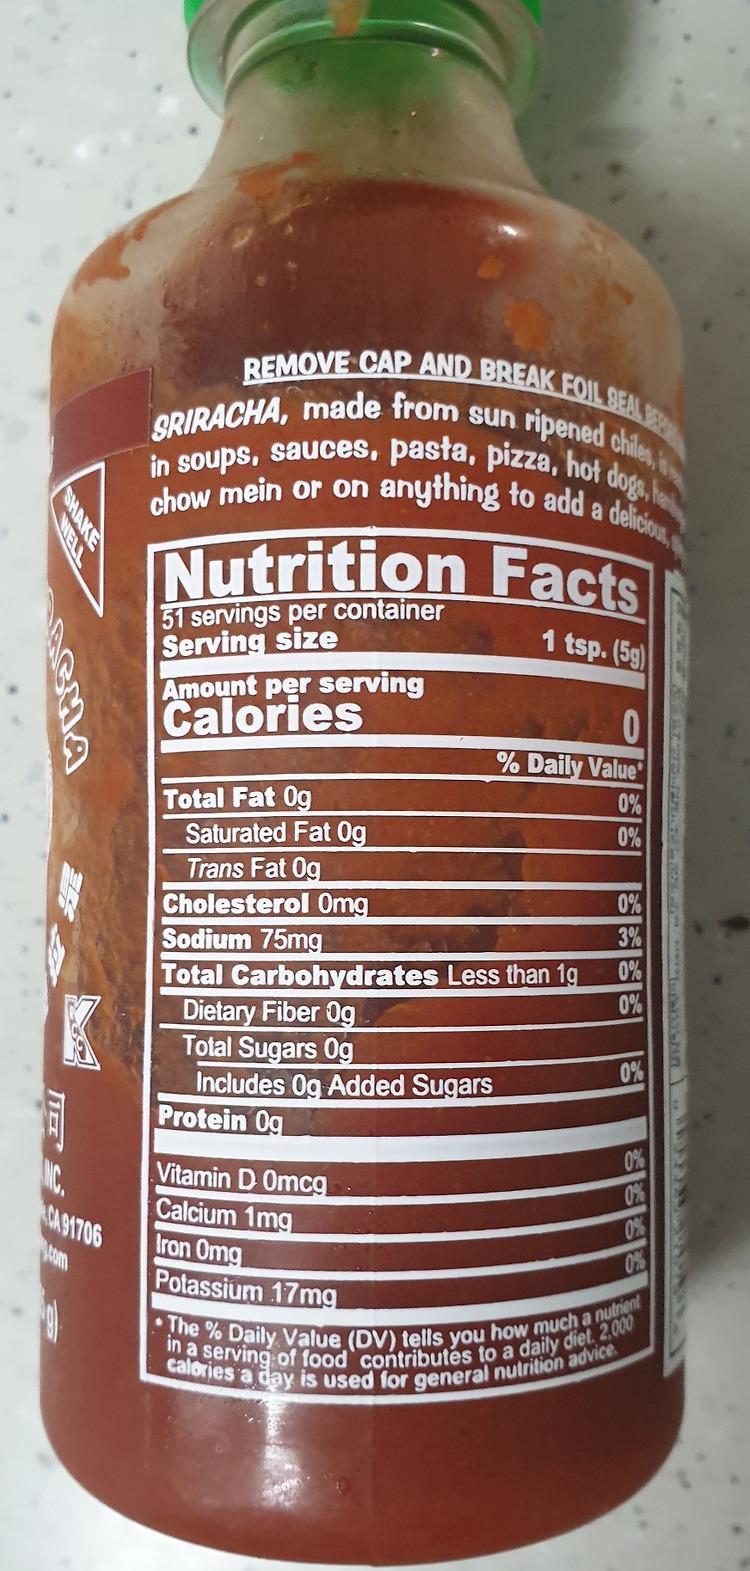 REMOVE CAP AND BREAK FOIL SEAL
SRIRACHA, made from sun ripened chiles, is
in soups, sauces, pasta, pizza, hot dogs,
chow mein or on anything to add a delicious,
SHAKE
WELL
Nutrition Facts
51 servings per container
Serving size 1 tsp. (5g)
Amount per serving
Calories 0
% Daily Value*
Total Fat 0g 0%
Saturated Fat 0g 0%
Trans Fat 0g
Cholesterol 0mg 0%
Sodium 75mg 3%
Total Carbohydrates Less than 1g 0%
Dietary Fiber 0g 0%
Total Sugars 0g
Includes 0g Added Sugars 0%
Protein 0g
Vitamin D 0mcg 0%
Calcium 1mg 0%
Iron 0mg 0%
Potassium 17mg 0%
* The % Daily Value (DV) tells you how much a nutrient
in a serving of food contributes to a daily diet. 2,000
calories a day is used for general nutrition advice.
K
司
INC.
CA 91706
.com
g)